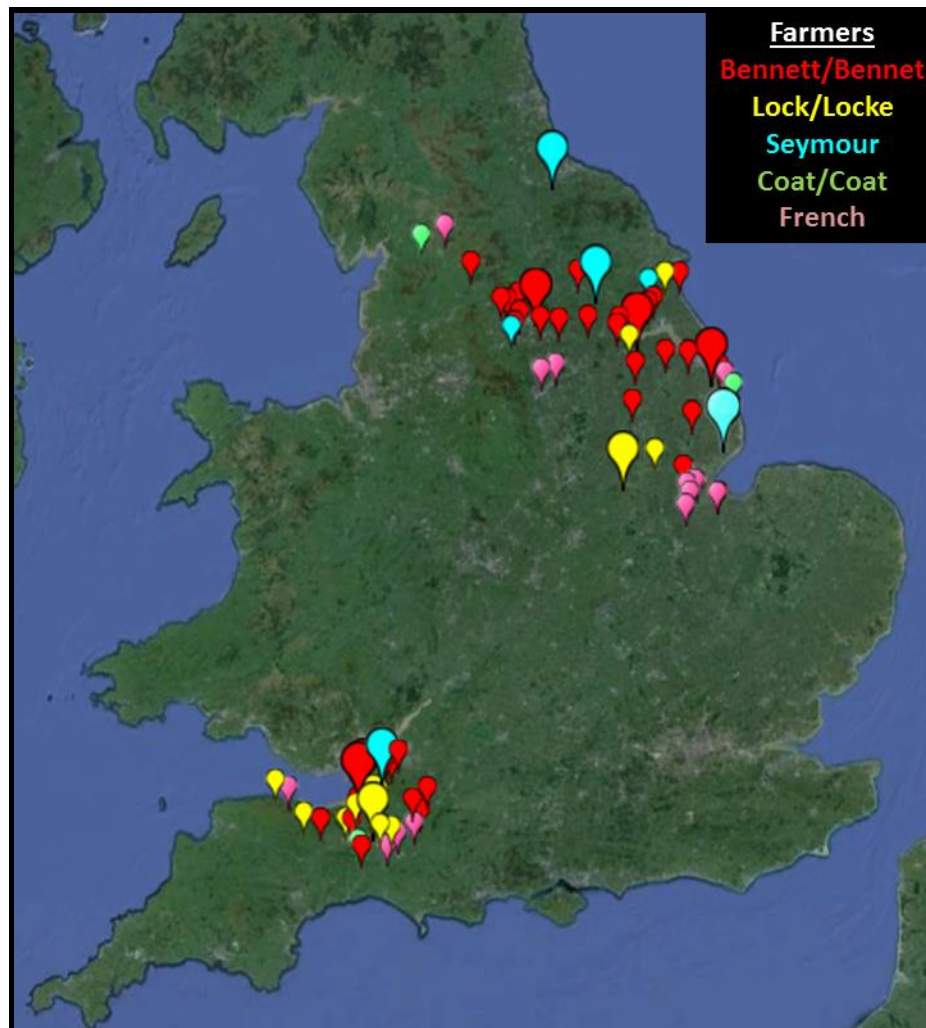 Farmers
Bennett/Bennet
Lock/Locke
Seymour
Coat/Coat
French